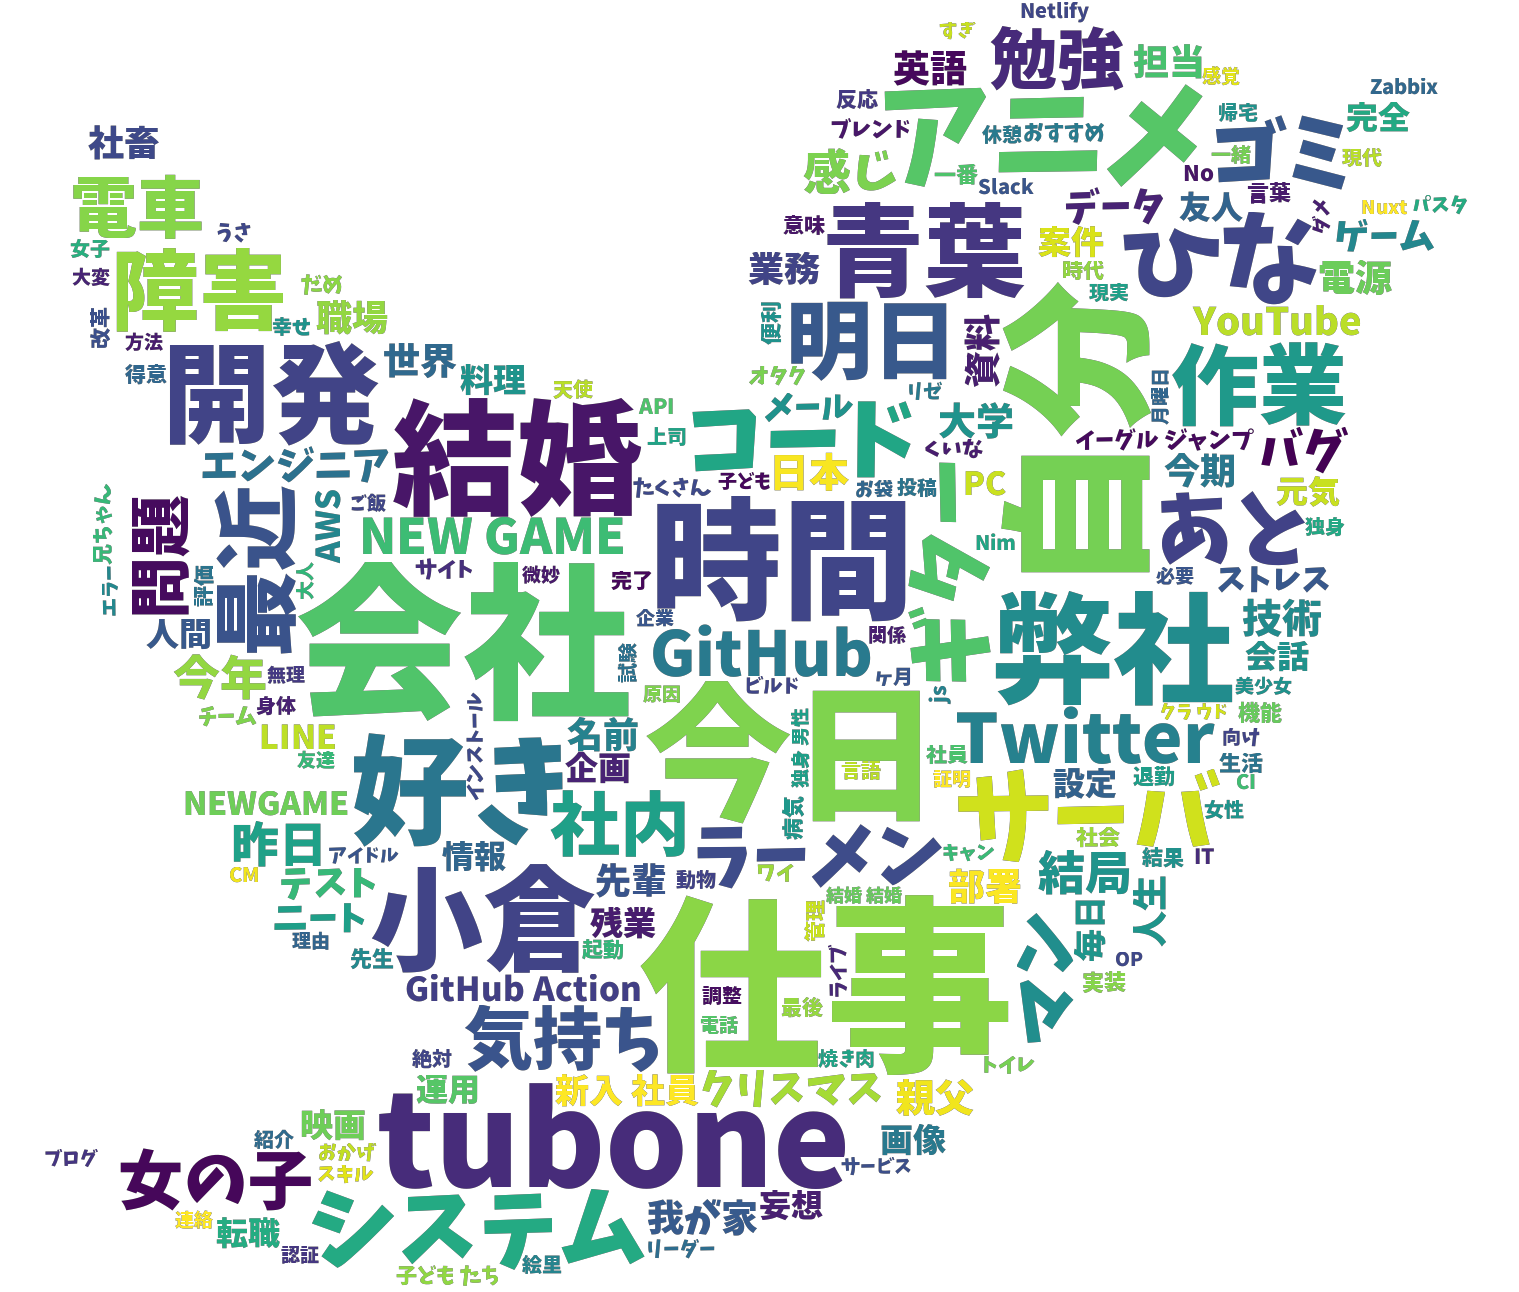 Netlify
すぎ
勉強
担当
英語
感覚
Zabbix
反応
アニメ
帰宅
完全
ブレンド
休憩
おすすめ
ゴミ
社畜
感じ
一番
一緒
現代
Slack
No
言葉
電車
青葉
データ
友人
ダメ
Nuxt
パスタ
意味
うさ
案件
ひな
ゲーム
女子
大変
障害
だめ
業務
時代
電源
現実
幸せ
職場
改革
方法
便利
明日
資料
自分
YouTube
得意
開発
世界
料理
天使
オタク
リゼ
月曜日
作業
API
メール
大学
上司
コード
くいな
イーグル ジャンプ
バグ
エンジニア
結婚
日本
子ども
PC
今期
たくさん
お袋
投稿
元気
兄ちゃん
問題
最近
AWS
ご飯
時間
ギター
あと
独身
NEW GAME
Nim
エラー
評価
大人
サイト
微妙
完了
必要
ストレス
人間
会社
企業
弊社
技術
GitHub
関係
会話
今年
無理
試験
ケ月
美少女
身体
原因
ビルド
js
チーム
クラウド
機能
LINE
インストール
名前
今日
男性
Twitter
向け
友達
好き
企画
独身
言語
社員
生活
証明
設定
退勤
CI
NEWGAME
社内
病気
サーバ
女性
昨日
アイドル
情報
ラーメン
キャン
社会
結局
結果
IT
CM
テスト
小倉
先輩
動物
ワイ
部署
結婚 結婚
ニート
残業
仕事
管理
マン
毎日
人生
理由
先生
起動
ライブ
OP
GitHub Action
調整
最後
実装
気持ち
電話
絶対
焼き肉
トイレ
運用
tubone
新入 社員
クリスマス
親父
映画
紹介
画像
ブログ
おかげ
サービス
女の子
スキル
システム
我が家
妄想
連絡
転職
認証
リーダー
絵里
子ども たち